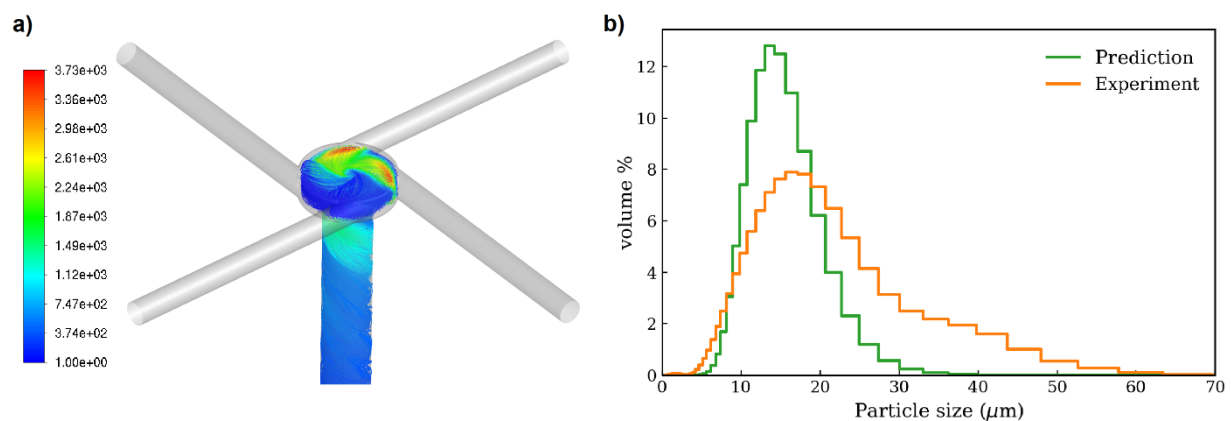 a)
3.73e+03
3.36e+03
2.98e+03
2.61e+03
2.24e+03
1.87e+03
1.49e+03
1.12e+03
7.47e+02
3.74e+02
1.00e+00
b)
Prediction
Experiment
volume %
12
10
8
6
4
2
0
0 10 20 30 40 50 60 70
Particle size (μm)